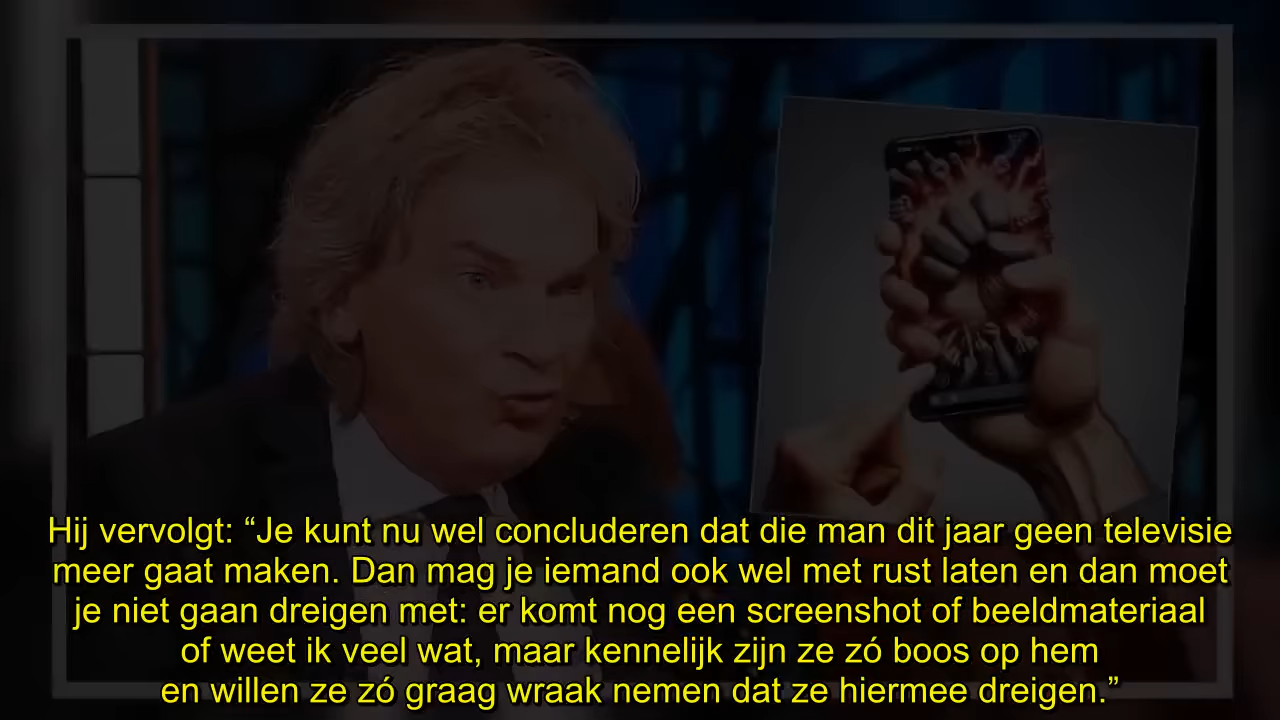 Hij vervolgt: “Je kunt nu wel concluderen dat die man dit jaar geen televisie
meer gaat maken. Dan mag je iemand ook wel met rust laten en dan moet
je niet gaan dreigen met: er komt nog een screenshot of beeldmateriaal
of weet ik veel wat, maar kennelijk zijn ze zó boos op hem
en willen ze zó graag wraak nemen dat ze hiermee dreigen.”